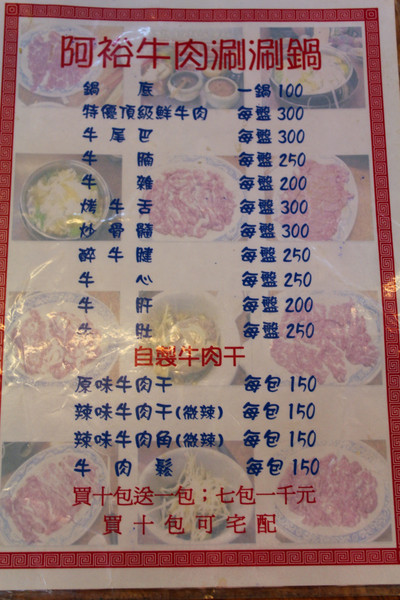 阿裕牛肉涮涮鍋
鍋底 一鍋 100
特優頂級鮮牛肉 每盤 300
牛尾巴 每盤 300
牛腩 每盤 250
牛雜 每盤 200
烤牛舌 每盤 300
炒骨髓 每盤 300
醉牛腱 每盤 250
牛心 每盤 250
牛肝 每盤 200
牛肚 每盤 250
自製牛肉干
原味牛肉干 每包 150
辣味牛肉干(微辣) 每包 150
辣味牛肉角(微辣) 每包 150
牛肉鬆 每包 150
買十包送一包；七包一千元
買十包可宅配